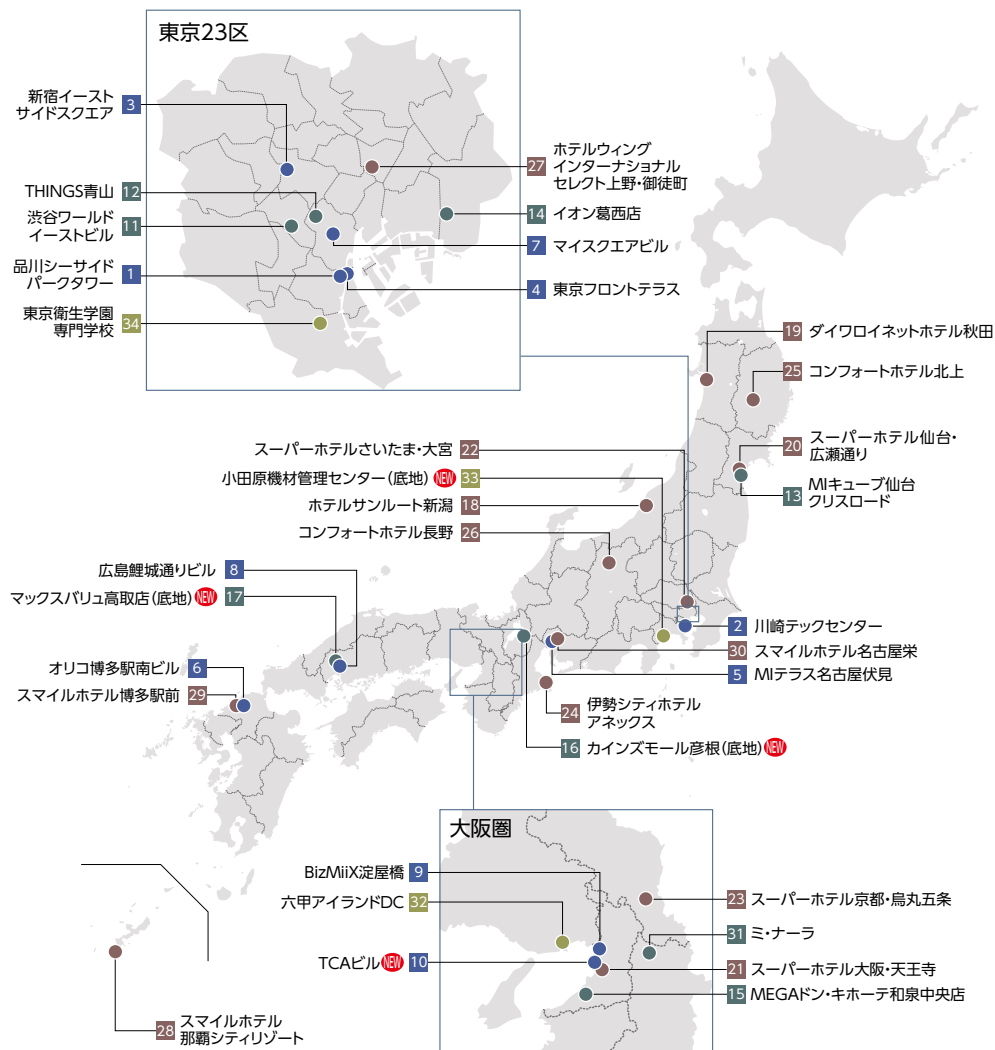 東京23区
新宿イースト
サイドスクエア
3
THINGS青山
12
渋谷ワールド
イーストビル
11
品川シーサイド
パークタワー
1
東京衛生学園
専門学校
34
27
ホテルウィング
インターナショナル
セレクト上野・御徒町
14 イオン葛西店
7 マイスクエアビル
4 東京フロントテラス
19 ダイワロイネットホテル秋田
25 コンフォートホテル北上
20
スーパーホテル仙台・
広瀬通り
13
MIキューブ仙台
クリスロード
スーパーホテルさいたま・大宮 22
小田原機材管理センター(底地) NEW 33
ホテルサンルート新潟 18
コンフォートホテル長野 26
広島鯉城通りビル 8
マックスバリュ高取店(底地) NEW 17
オリコ博多駅南ビル 6
スマイルホテル博多駅前 29
2 川崎テックセンター
30 スマイルホテル名古屋栄
5 MIテラス名古屋伏見
24
伊勢シティホテル
アネックス
16 カインズモール彦根(底地) NEW
大阪圏
BizMiiX淀屋橋 9
六甲アイランドDC 32
TCAビル NEW 10
23 スーパーホテル京都・烏丸五条
31 ミ・ナーラ
21 スーパーホテル大阪・天王寺
15 MEGAドン・キホーテ和泉中央店
28
スマイルホテル
那覇シティリゾート